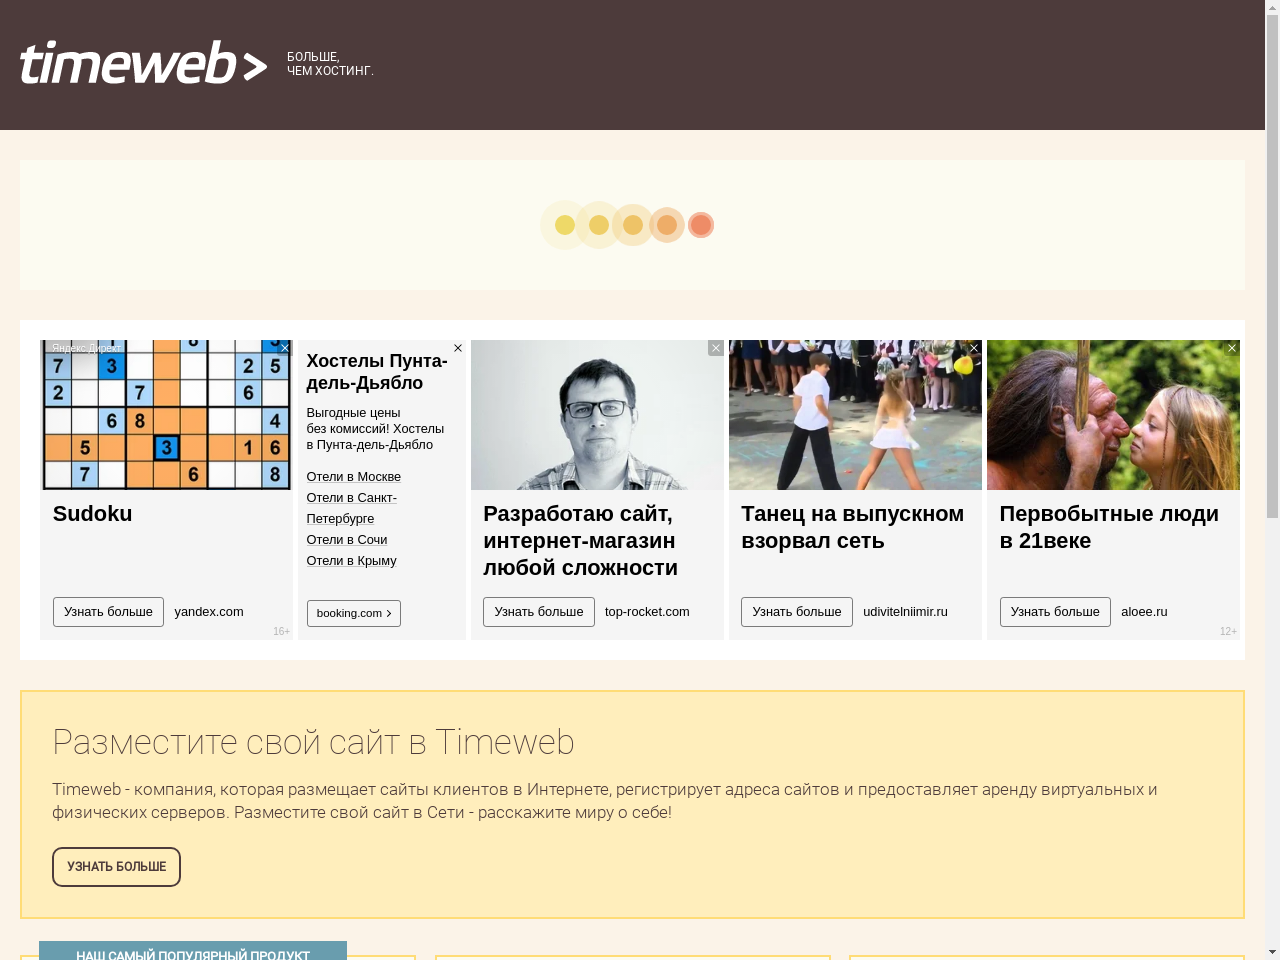 timeweb>
БОЛЬШЕ,
ЧЕМ ХОСТИНГ.
Яндекс.Директ
8 3
7 3 2 5
2 7 6
6 8 4
5 3 1 6
7 6 8
Sudoku
Узнать больше yandex.com
16+
Хостелы Пунта-
дель-Дьябло
Выгодные цены
без комиссий! Хостелы
в Пунта-дель-Дьябло
Отели в Москве
Отели в Санкт-
Петербурге
Отели в Сочи
Отели в Крыму
booking.com
Разработаю сайт,
интернет-магазин
любой сложности
Узнать больше top-rocket.com
Танец на выпускном
взорвал сеть
Узнать больше udivitelniimir.ru
Первобытные люди
в 21веке
Узнать больше aloee.ru
12+
Разместите свой сайт в Timeweb
Timeweb - компания, которая размещает сайты клиентов в Интернете, регистрирует адреса сайтов и предоставляет аренду виртуальных и
физических серверов. Разместите свой сайт в Сети - расскажите миру о себе!
УЗНАТЬ БОЛЬШЕ
НАШ САМЫЙ ПОПУЛЯРНЫЙ ПРОДУКТ